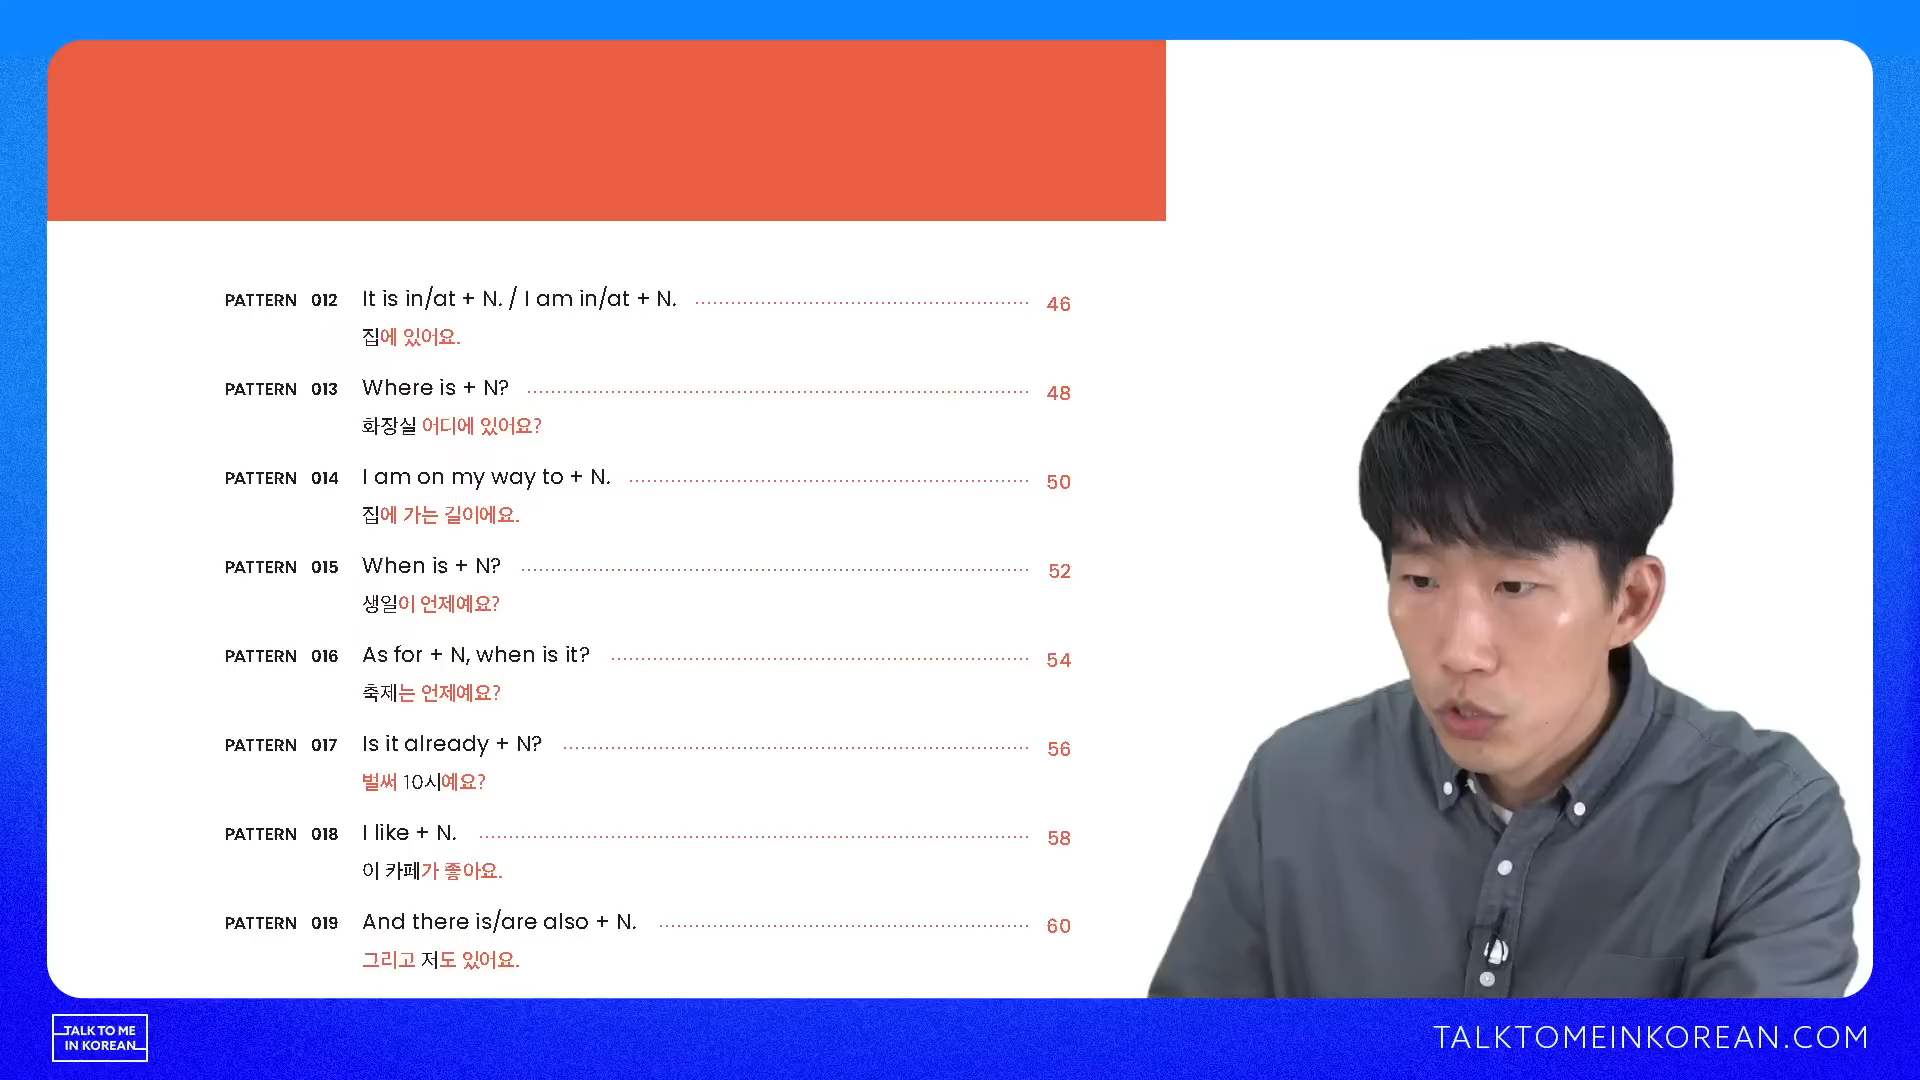 PATTERN 012 It is in/at + N. / I am in/at + N. 46
집에 있어요.
PATTERN 013 Where is + N? 48
화장실 어디에 있어요?
PATTERN 014 I am on my way to + N. 50
집에 가는 길이에요.
PATTERN 015 When is + N? 52
생일이 언제예요?
PATTERN 016 As for + N, when is it? 54
축제는 언제예요?
PATTERN 017 Is it already + N? 56
벌써 10시예요?
PATTERN 018 I like + N. 58
이 카페가 좋아요.
PATTERN 019 And there is/are also + N. 60
그리고 저도 있어요.
TALK TO ME
IN KOREAN
TALKTOMEINKOREAN.COM